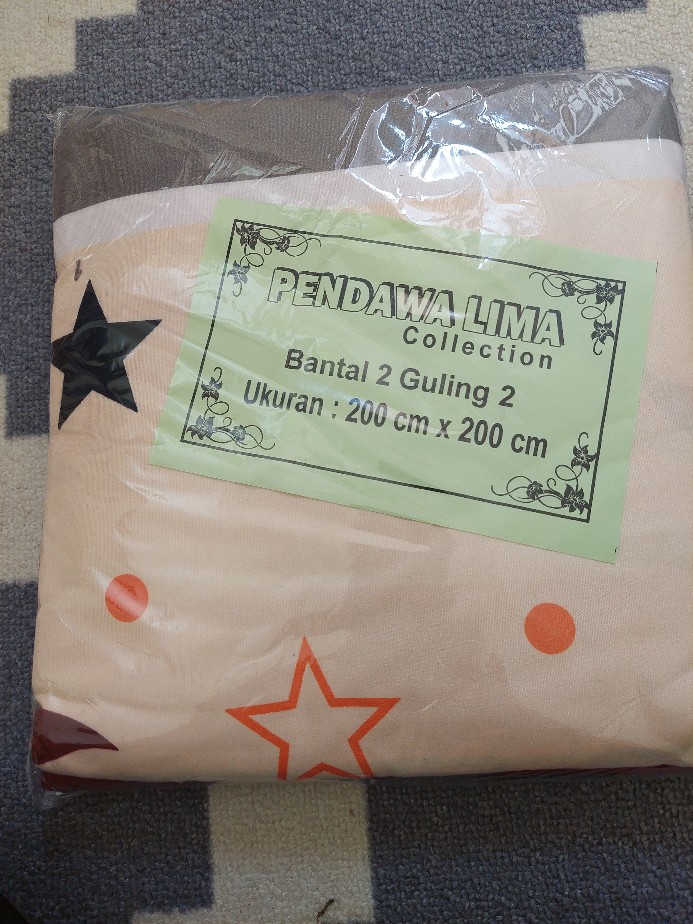 PENDAWA LIMA
Collection
Bantal 2 Guling 2
Ukuran : 200 cm x 200 cm